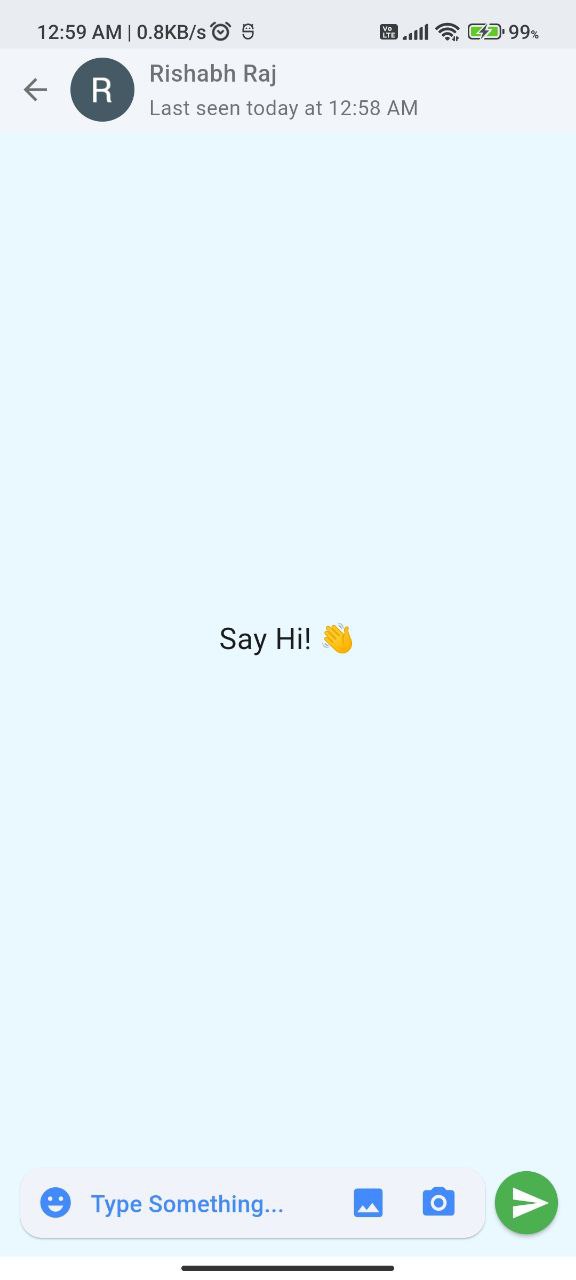 12:59 AM | 0.8KB/s
Vo LTE
99%
R
Rishabh Raj
Last seen today at 12:58 AM
Say Hi! 👋
Type Something...